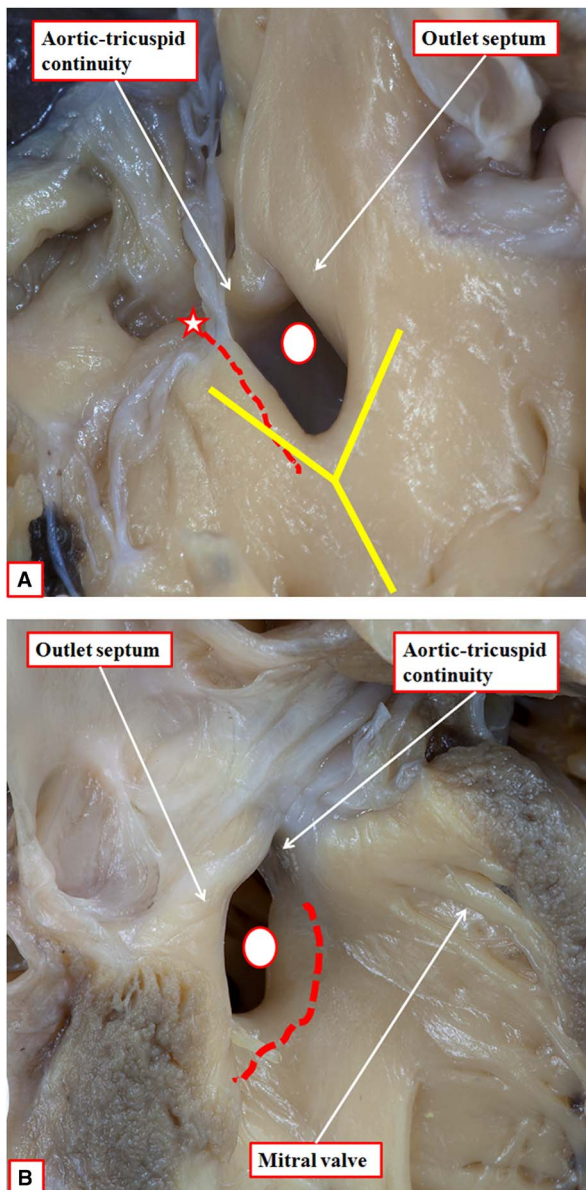 Aortic-tricuspid
continuity
Outlet septum
A
Outlet septum
Aortic-tricuspid
continuity
Mitral valve
B